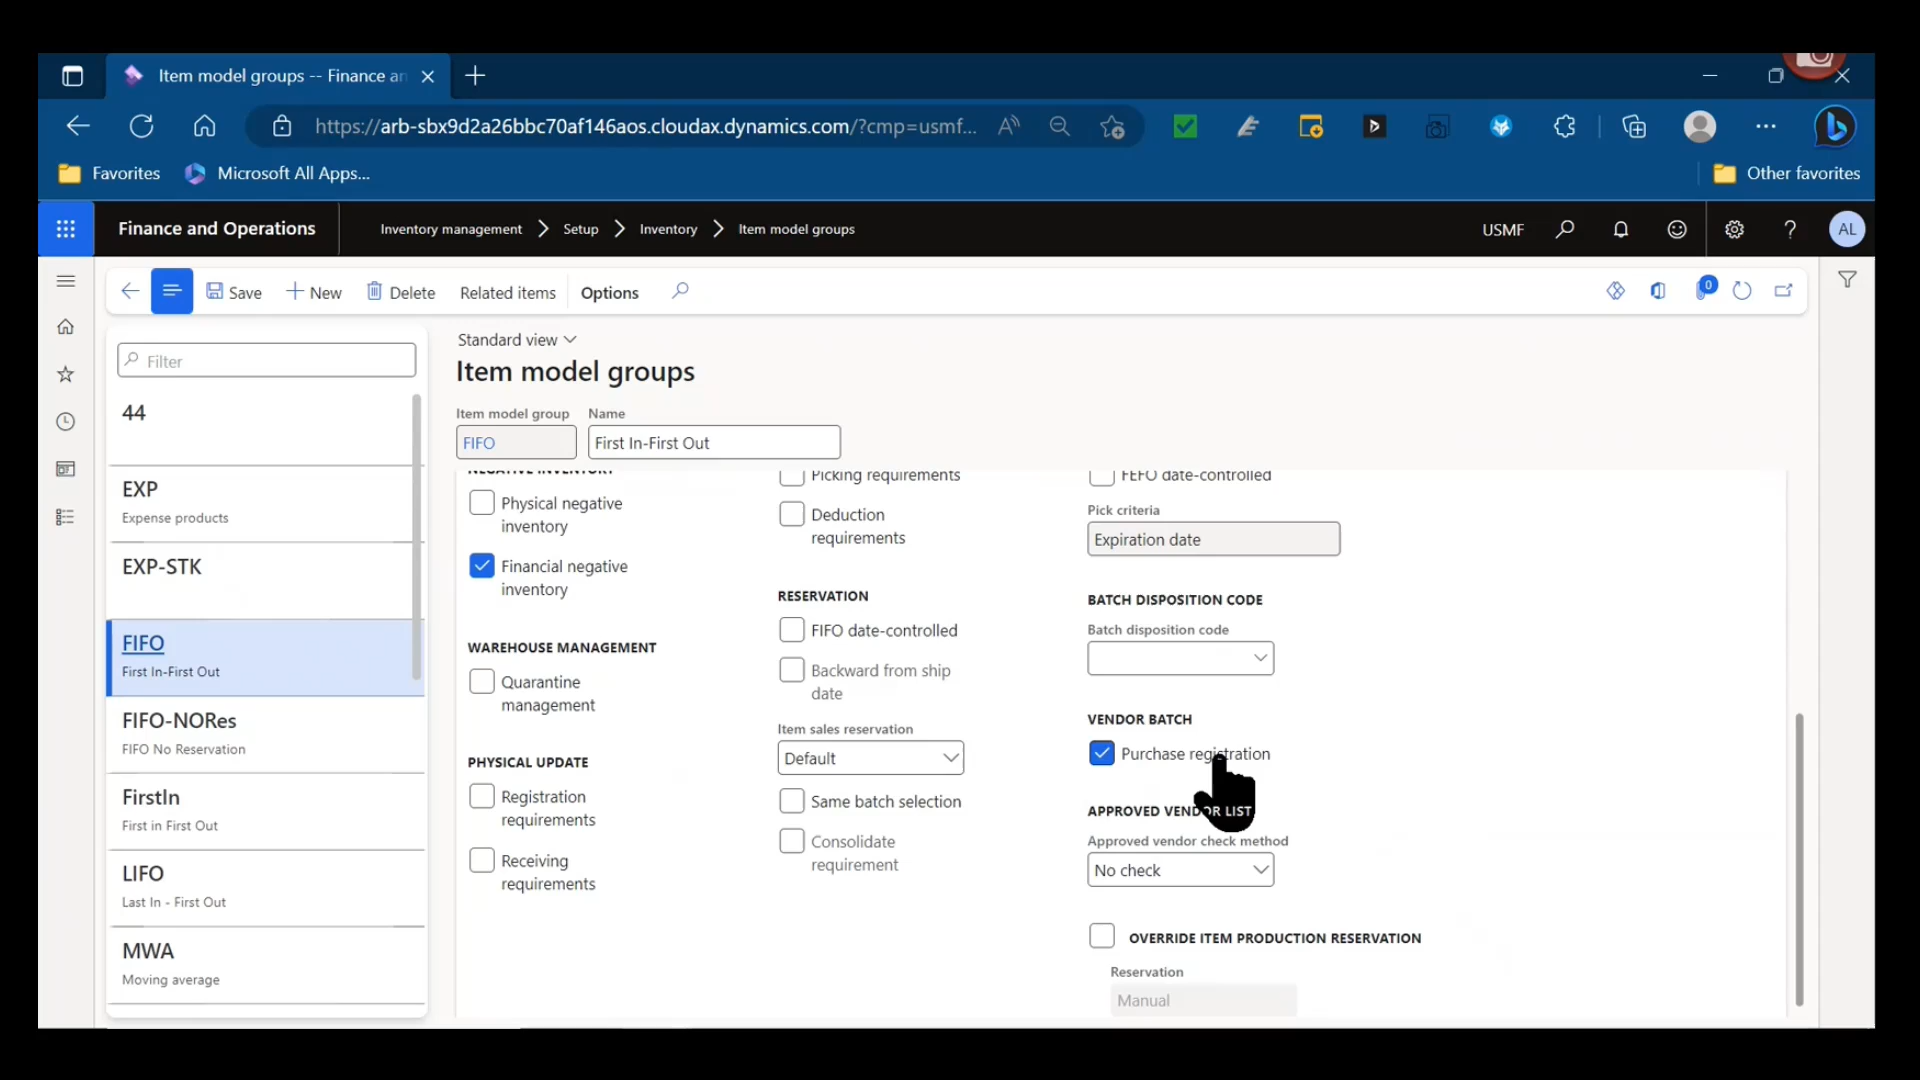 Item model groups -- Finance an
https://arb-sbx9d2a26bbc70af146aos.cloudax.dynamics.com/?cmp=usmf...
Favorites
Microsoft All Apps...
Other favorites
Finance and Operations
Inventory management
Setup
Inventory
Item model groups
USMF
?
AL
Save
New
Delete
Related items
Options
0
Filter
44
EXP
Expense products
EXP-STK
FIFO
First In-First Out
FIFO-NORes
FIFO No Reservation
FirstIn
First in First Out
LIFO
Last In - First Out
MWA
Moving average
Standard view
Item model groups
Item model group
Name
FIFO
First In-First Out
NEGATIVE INVENTORY
Physical negative
inventory
Financial negative
inventory
WAREHOUSE MANAGEMENT
Quarantine
management
PHYSICAL UPDATE
Registration
requirements
Receiving
requirements
Picking requirements
Deduction
requirements
RESERVATION
FIFO date-controlled
Backward from ship
date
Item sales reservation
Default
Same batch selection
Consolidate
requirement
FEFO date-controlled
Pick criteria
Expiration date
BATCH DISPOSITION CODE
Batch disposition code
VENDOR BATCH
Purchase registration
APPROVED VENDOR LIST
Approved vendor check method
No check
OVERRIDE ITEM PRODUCTION RESERVATION
Reservation
Manual